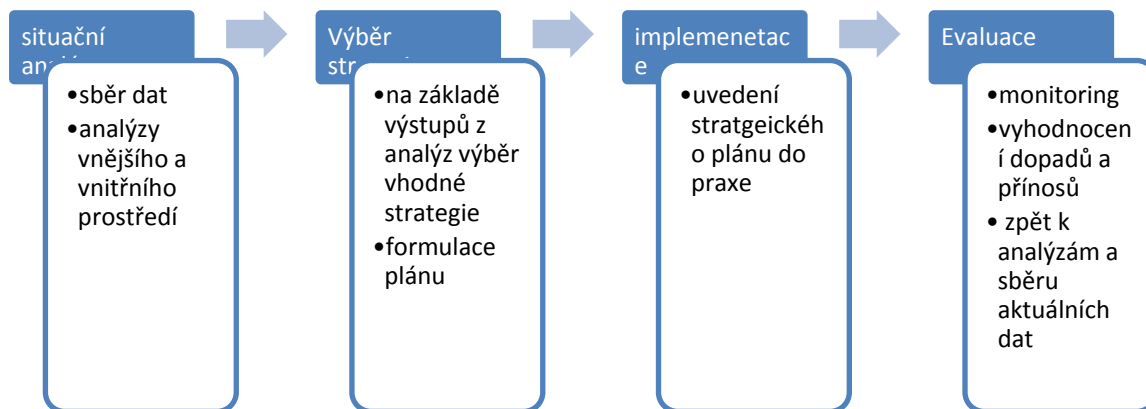 situační
•sběr dat
•analýzy
vnějšího a
vnitřního
prostředí
Výběr
•na základě
výstupů z
analýz výběr
vhodné
strategie
•formulace
plánu
implemenetac
e
•uvedení
stratgeickéh
o plánu do
praxe
Evaluace
•monitoring
•vyhodnocen
í dopadů a
přínosů
• zpět k
analýzám a
sběru
aktuálních
dat